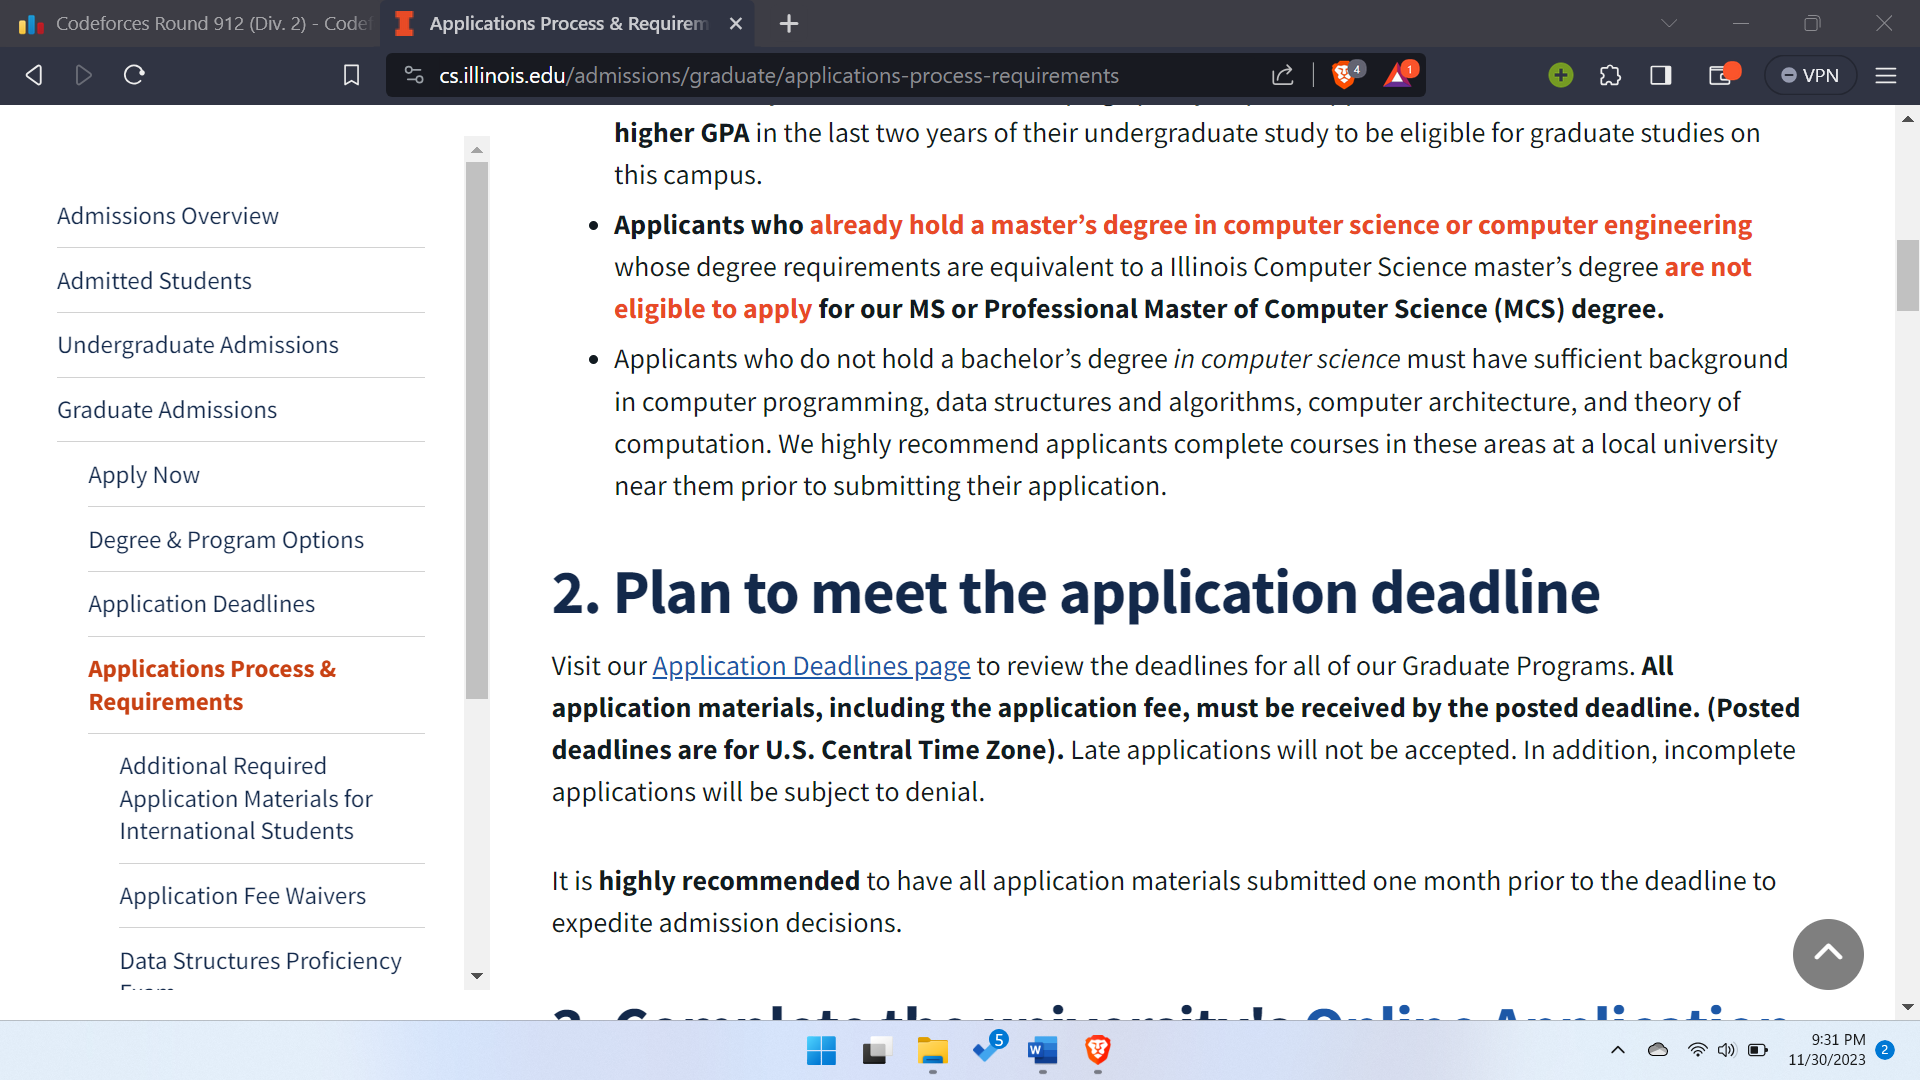 Codeforces Round 912 (Div. 2) - Codef
Applications Process & Requirem
cs.illinois.edu/admissions/graduate/applications-process-requirements
4
1
VPN
Admissions Overview
Admitted Students
Undergraduate Admissions
Graduate Admissions
Apply Now
Degree & Program Options
Application Deadlines
Applications Process &
Requirements
Additional Required
Application Materials for
International Students
Application Fee Waivers
Data Structures Proficiency
Exam
higher GPA in the last two years of their undergraduate study to be eligible for graduate studies on
this campus.
• Applicants who already hold a master’s degree in computer science or computer engineering
whose degree requirements are equivalent to a Illinois Computer Science master’s degree are not
eligible to apply for our MS or Professional Master of Computer Science (MCS) degree.
• Applicants who do not hold a bachelor’s degree in computer science must have sufficient background
in computer programming, data structures and algorithms, computer architecture, and theory of
computation. We highly recommend applicants complete courses in these areas at a local university
near them prior to submitting their application.
2. Plan to meet the application deadline
Visit our Application Deadlines page to review the deadlines for all of our Graduate Programs. All
application materials, including the application fee, must be received by the posted deadline. (Posted
deadlines are for U.S. Central Time Zone). Late applications will not be accepted. In addition, incomplete
applications will be subject to denial.
It is highly recommended to have all application materials submitted one month prior to the deadline to
expedite admission decisions.
3. Complete the university's Online Application
5
W
9:31 PM
11/30/2023
2